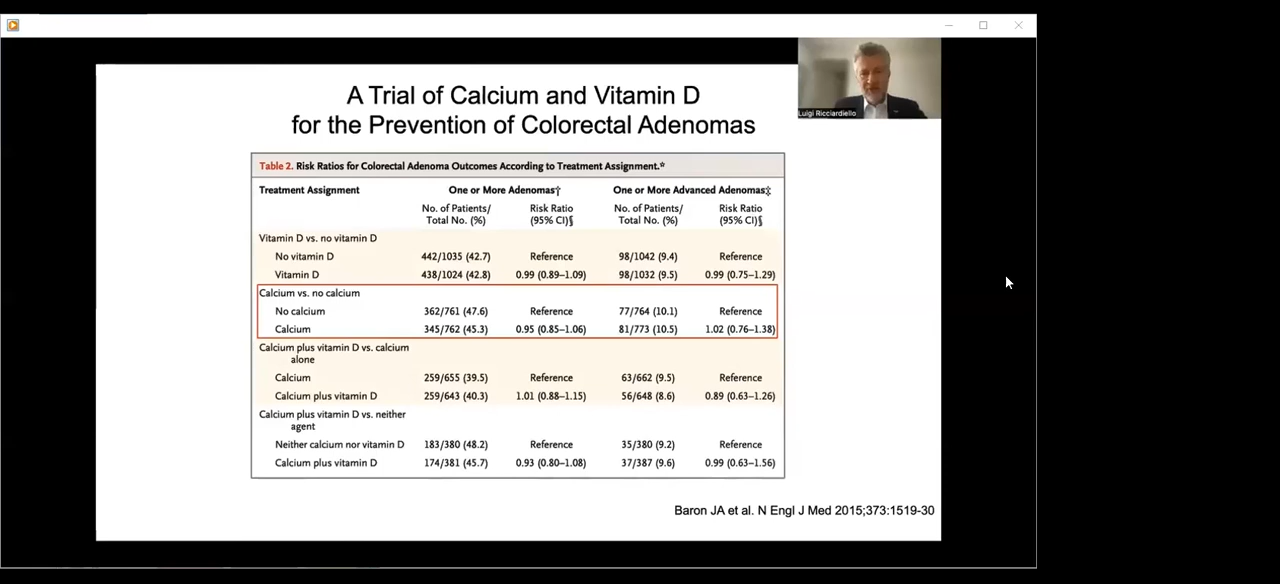 A Trial of Calcium and Vitamin D
for the Prevention of Colorectal Adenomas
Luigi Ricciardiello
Table 2. Risk Ratios for Colorectal Adenoma Outcomes According to Treatment Assignment.*
Treatment Assignment One or More Adenomas† One or More Advanced Adenomas‡
No. of Patients/ Risk Ratio No. of Patients/ Risk Ratio
Total No. (%) (95% CI)§ Total No. (%) (95% CI)§
Vitamin D vs. no vitamin D
No vitamin D 442/1035 (42.7) Reference 98/1042 (9.4) Reference
Vitamin D 438/1024 (42.8) 0.99 (0.89–1.09) 98/1032 (9.5) 0.99 (0.75–1.29)
Calcium vs. no calcium
No calcium 362/761 (47.6) Reference 77/764 (10.1) Reference
Calcium 345/762 (45.3) 0.95 (0.85–1.06) 81/773 (10.5) 1.02 (0.76–1.38)
Calcium plus vitamin D vs. calcium
alone
Calcium 259/655 (39.5) Reference 63/662 (9.5) Reference
Calcium plus vitamin D 259/643 (40.3) 1.01 (0.88–1.15) 56/648 (8.6) 0.89 (0.63–1.26)
Calcium plus vitamin D vs. neither
agent
Neither calcium nor vitamin D 183/380 (48.2) Reference 35/380 (9.2) Reference
Calcium plus vitamin D 174/381 (45.7) 0.93 (0.80–1.08) 37/387 (9.6) 0.99 (0.63–1.56)
Baron JA et al. N Engl J Med 2015;373:1519-30